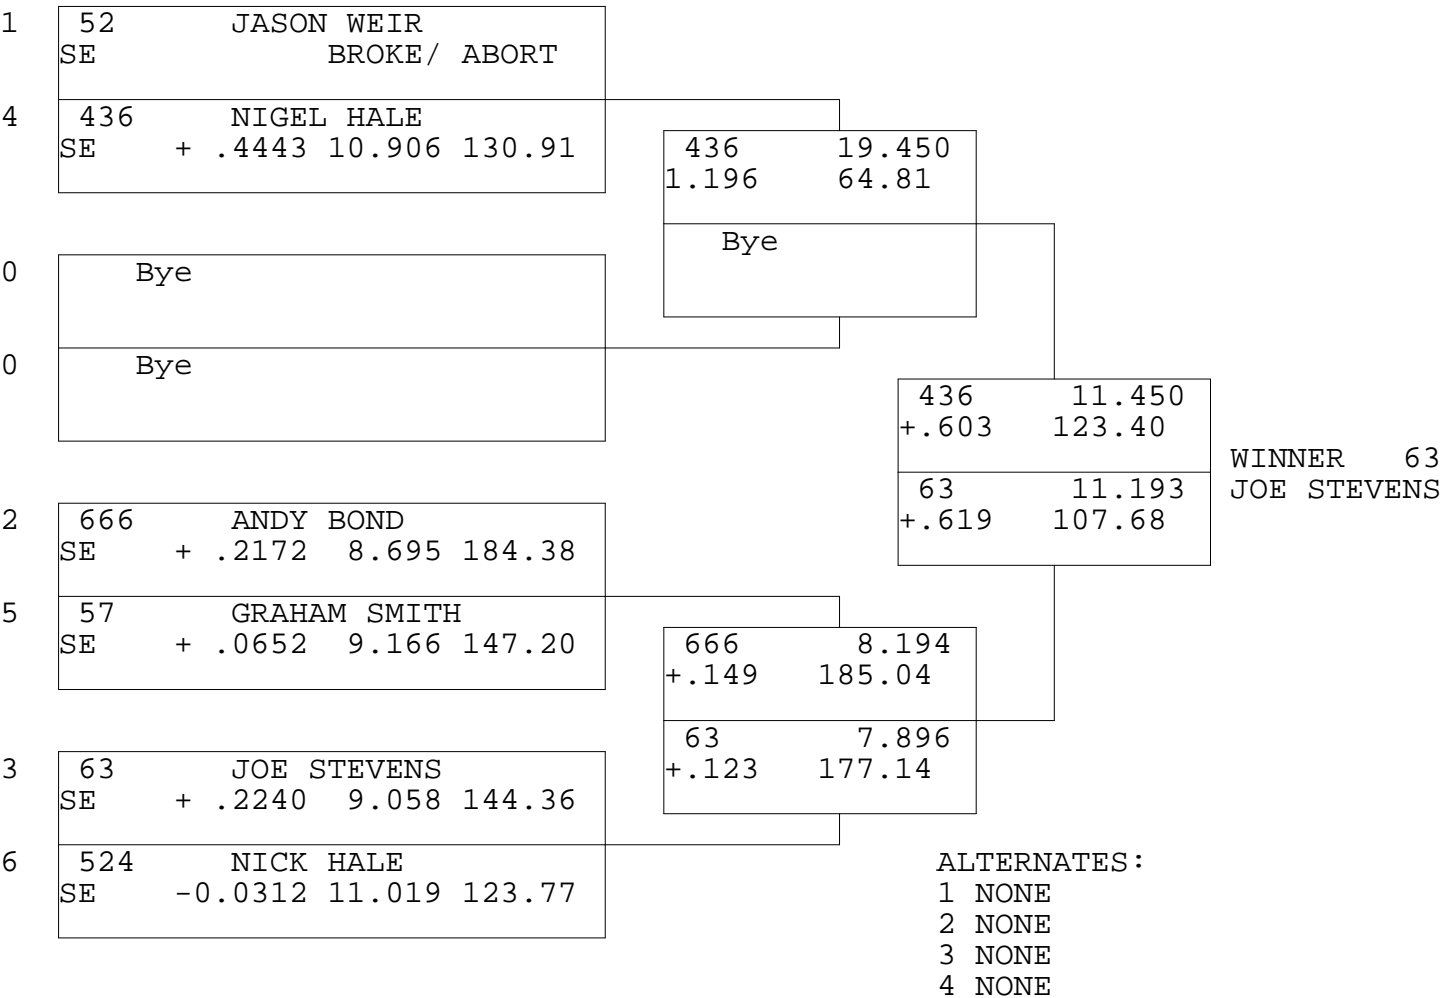 1 52 JASON WEIR
SE BROKE/ ABORT
4 436 NIGEL HALE
SE + .4443 10.906 130.91
0 Bye
0 Bye
2 666 ANDY BOND
SE + .2172 8.695 184.38
5 57 GRAHAM SMITH
SE + .0652 9.166 147.20
3 63 JOE STEVENS
SE + .2240 9.058 144.36
6 524 NICK HALE
SE -0.0312 11.019 123.77
436 19.450
1.196 64.81
Bye
666 8.194
+.149 185.04
63 7.896
+.123 177.14
436 11.450
+.603 123.40
63 11.193
+.619 107.68
WINNER 63
JOE STEVENS
ALTERNATES:
1 NONE
2 NONE
3 NONE
4 NONE